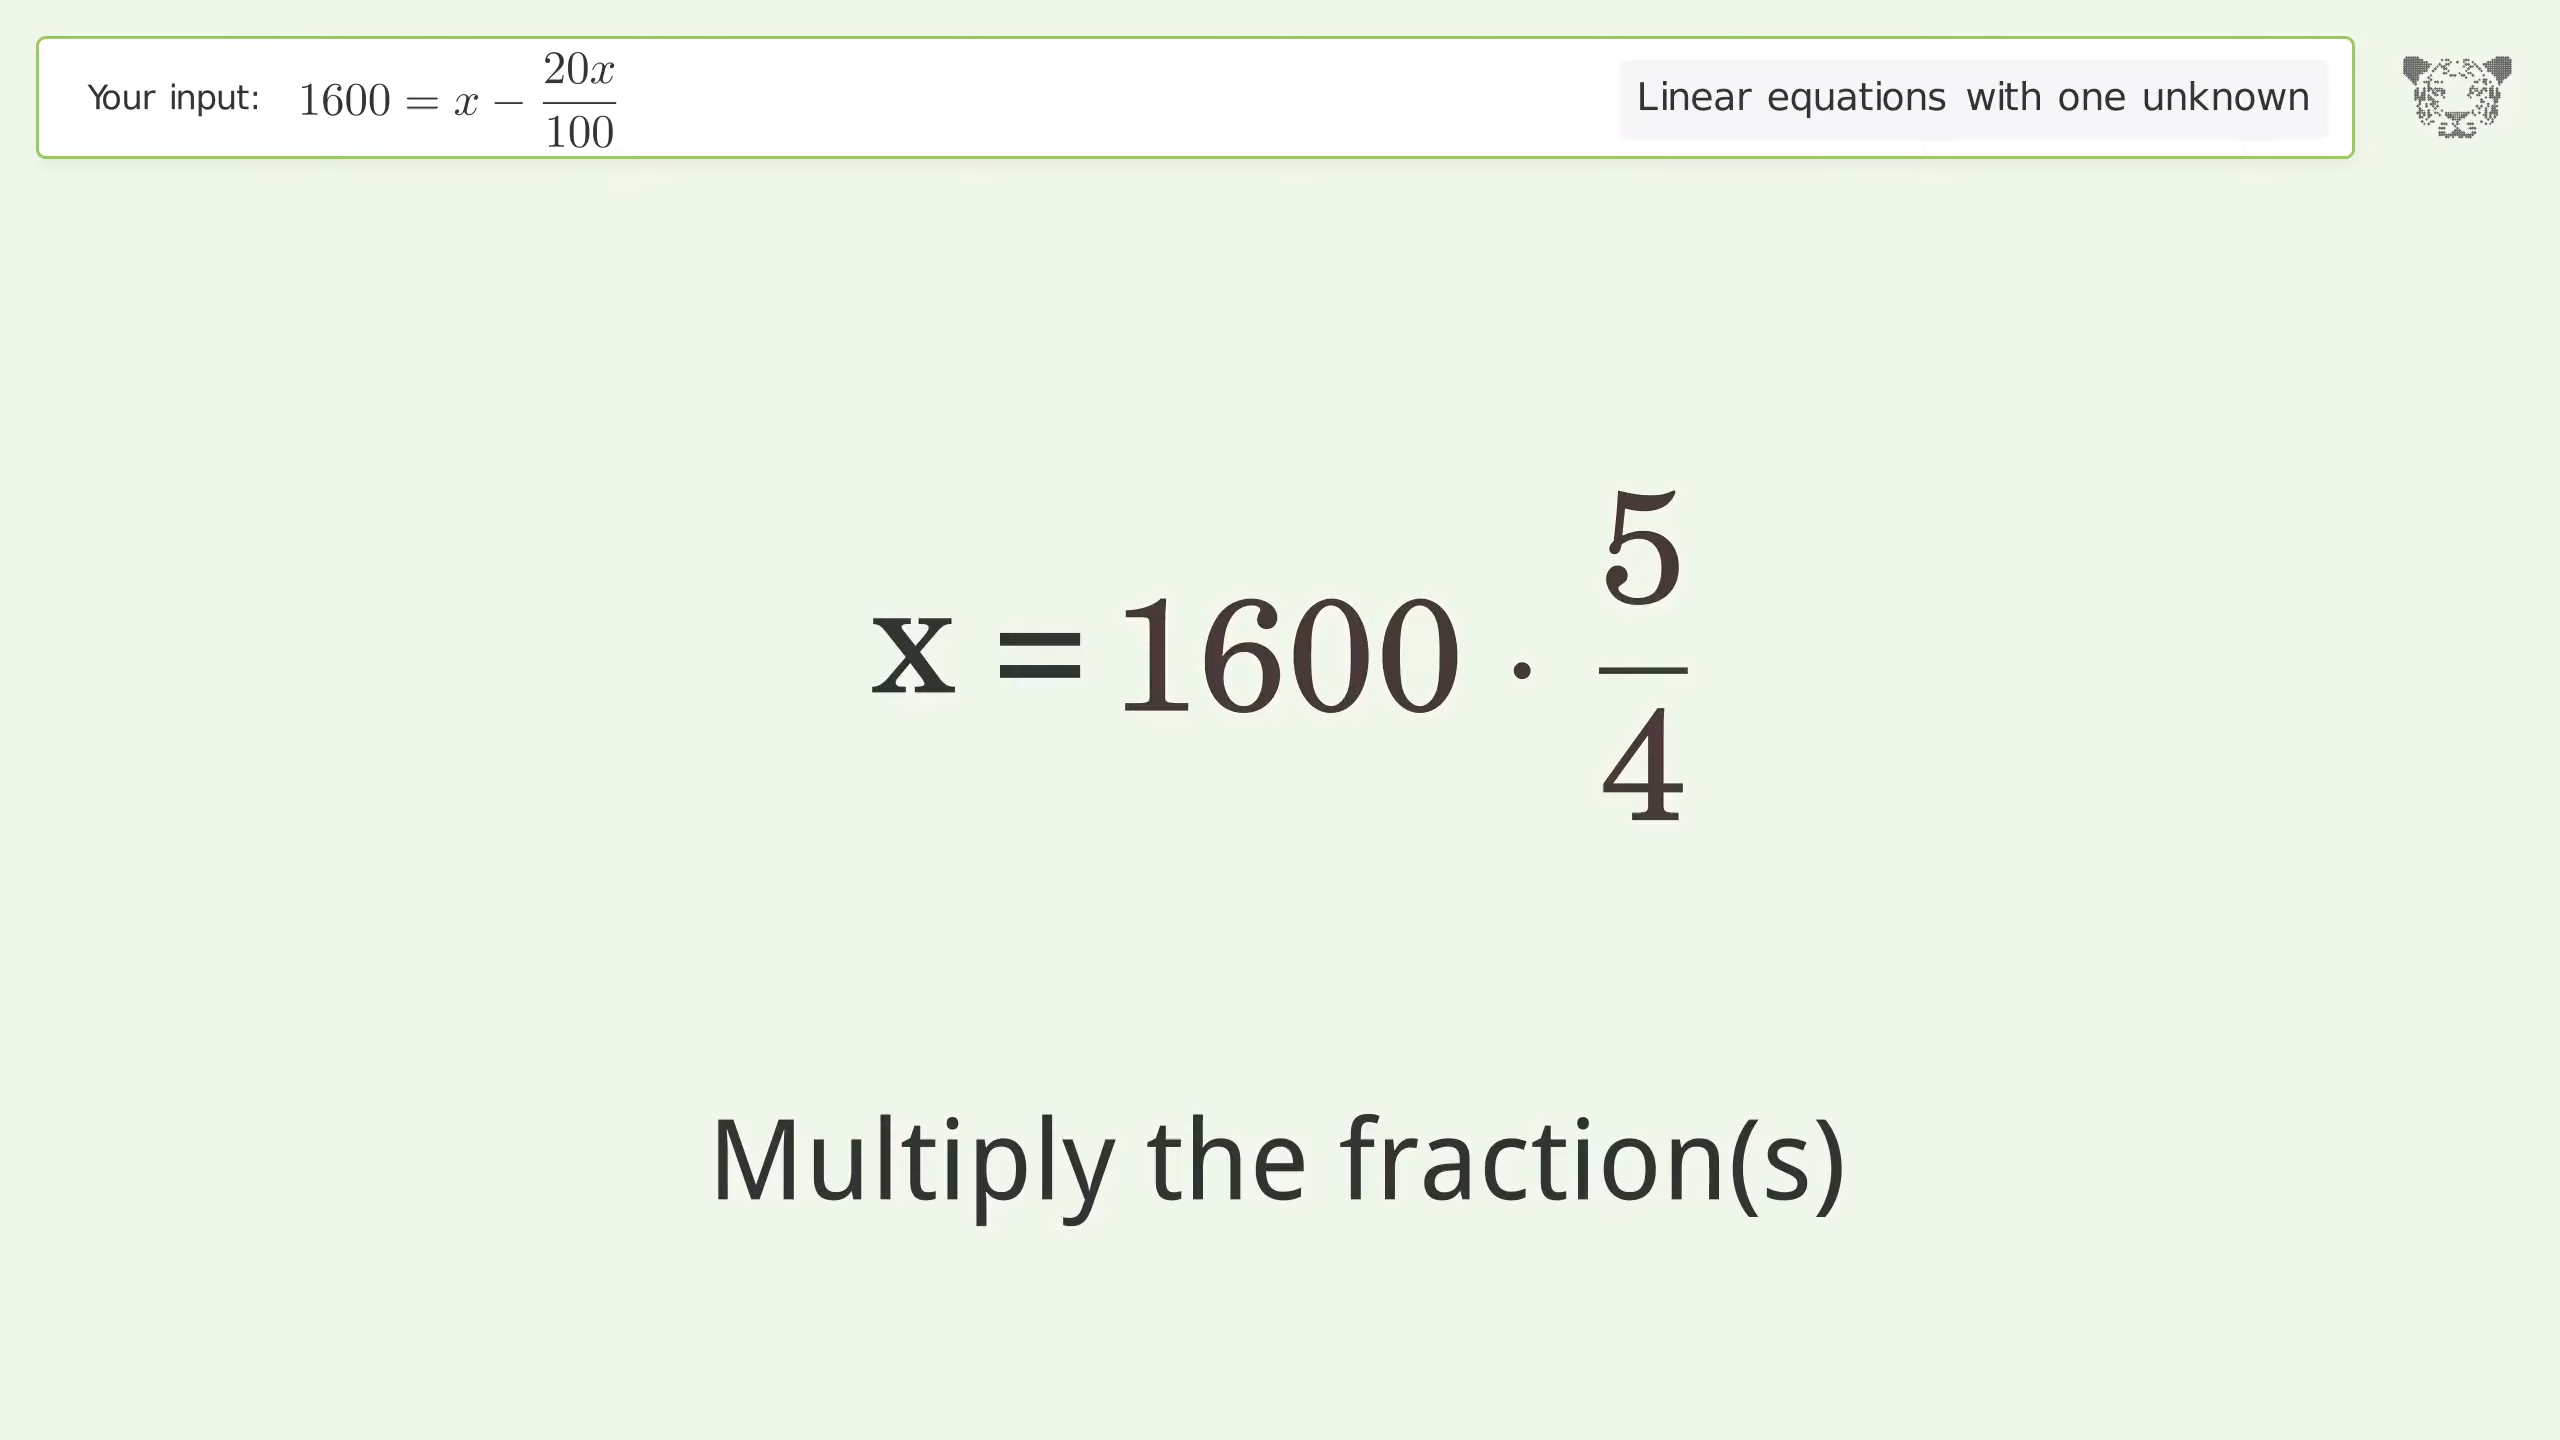 Your input: 1600 = x − 20x/100
Linear equations with one unknown
x = 1600 · 5/4
Multiply the fraction(s)